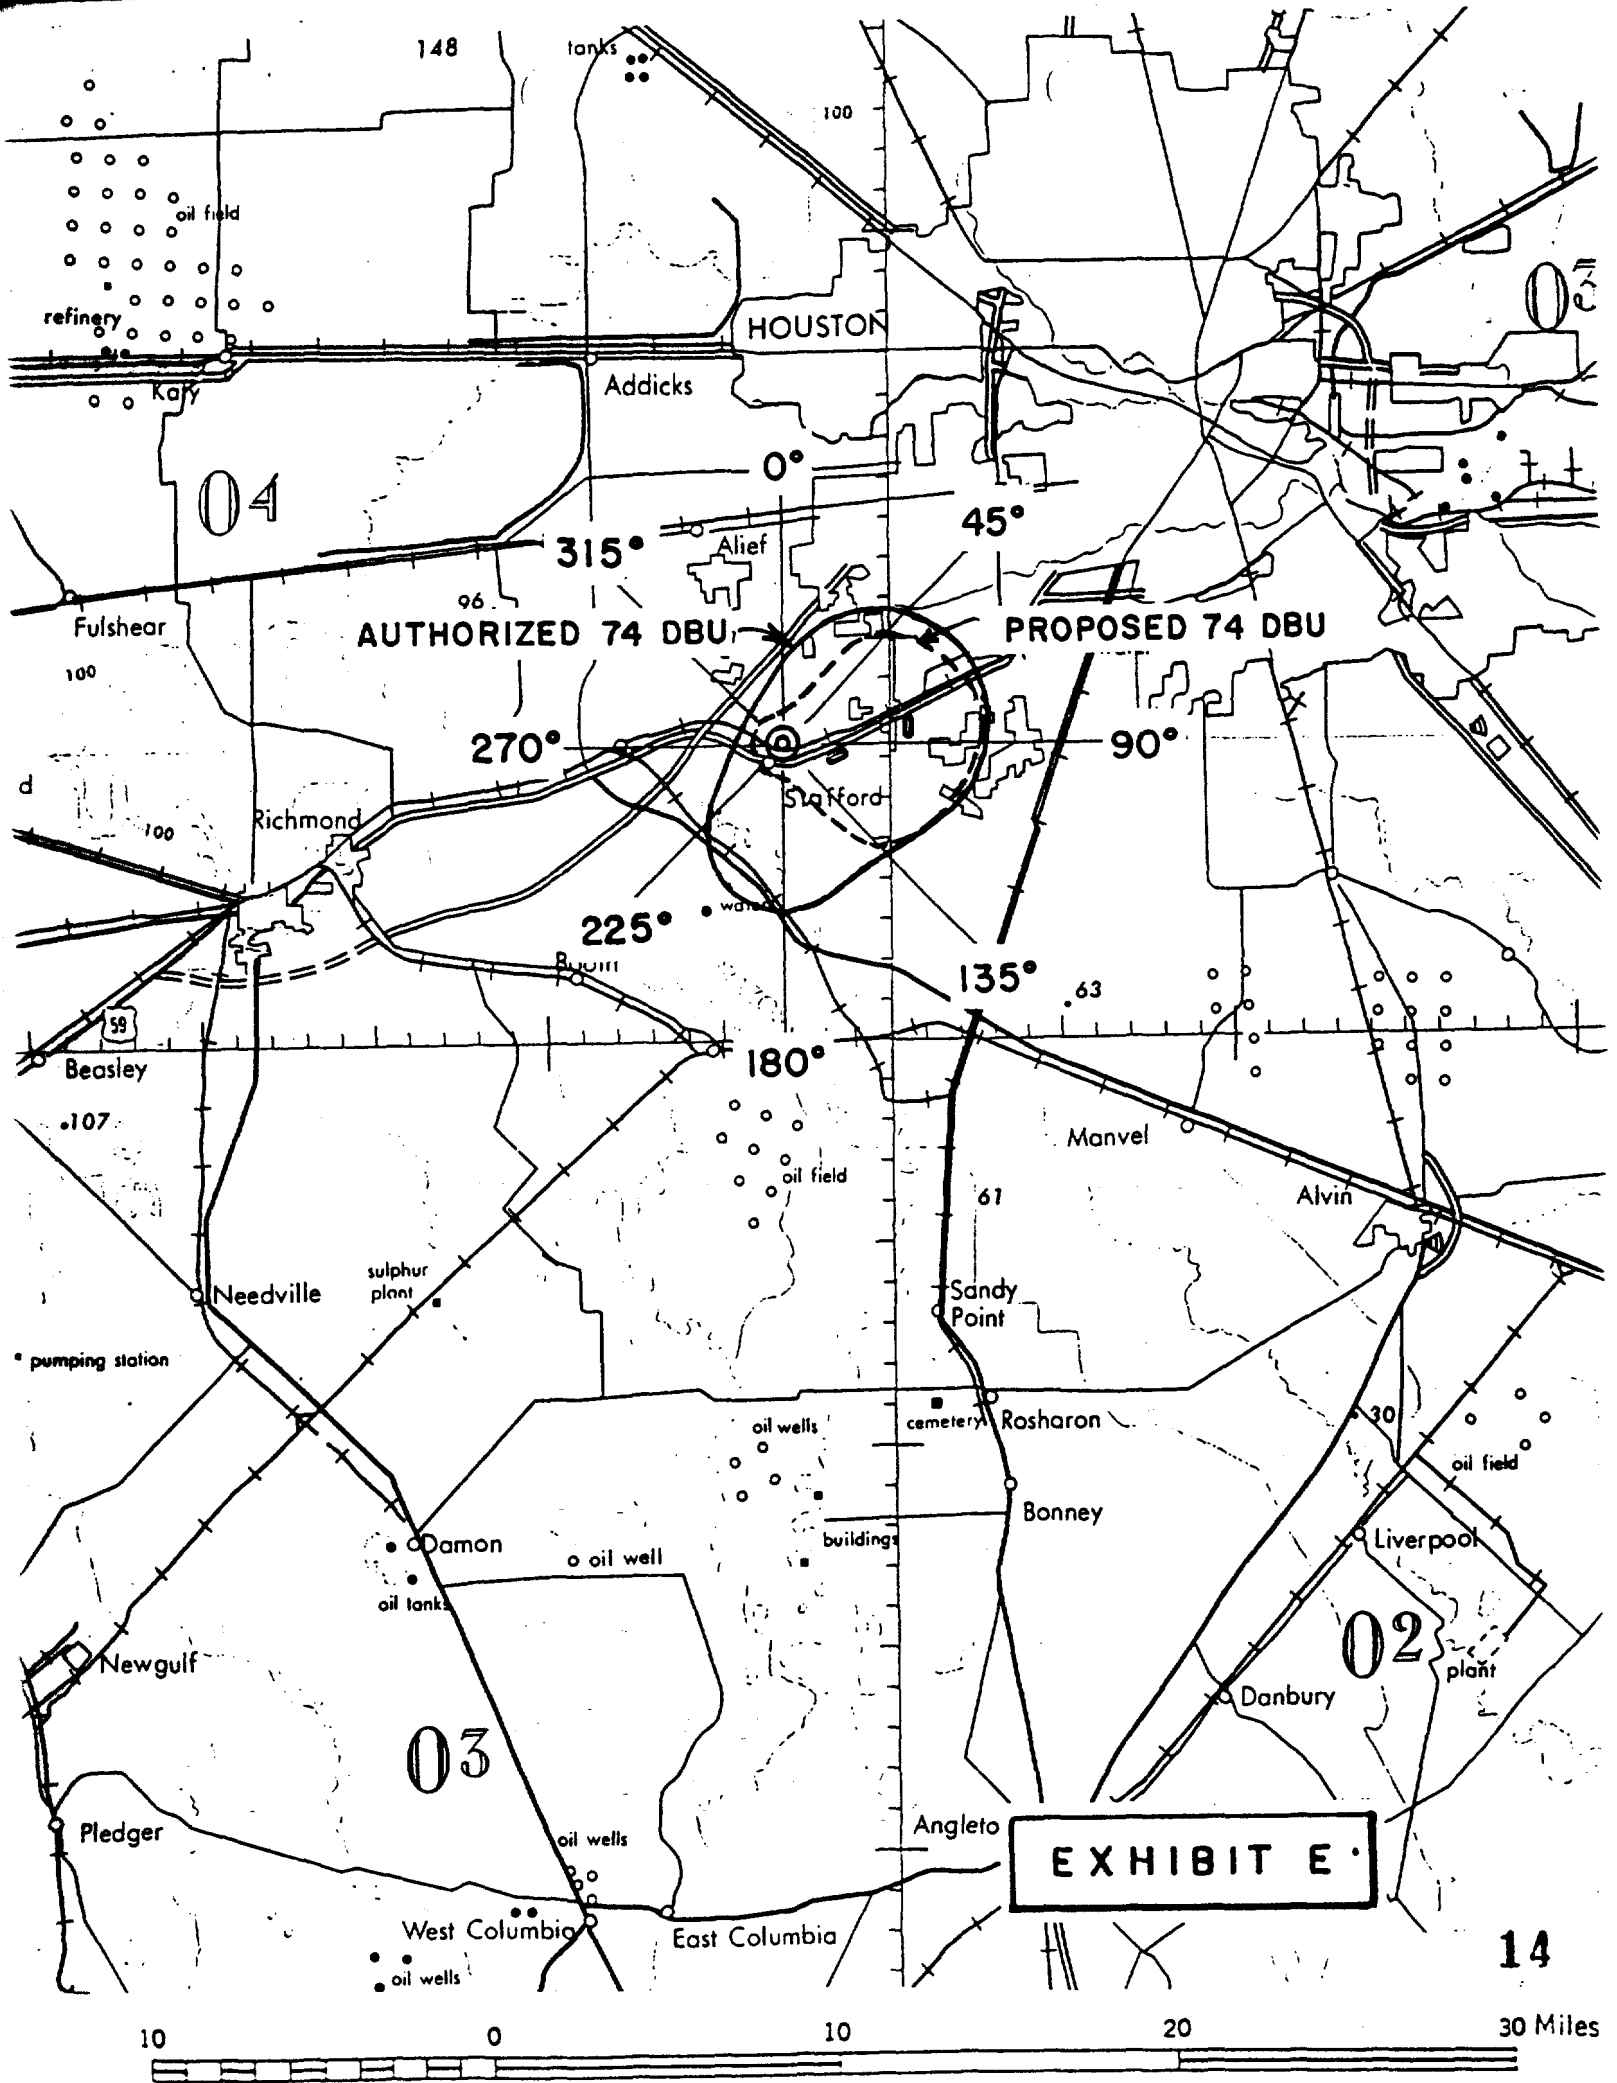 148
tanks
100
oil field
refinery
HOUSTON
03
Katy
Addicks
0°
04
45°
315°
Alief
96
Fulshear
AUTHORIZED 74 DBU
PROPOSED 74 DBU
100
270°
90°
d
Stafford
Richmond
100
water
225°
135°
63
59
Beasley
180°
107
Manvel
oil field
61
Alvin
sulphur
plant
Needville
Sandy
Point
pumping station
30
cemetery
Rosharon
oil wells
oil field
Bonney
buildings
Liverpool
Damon
oil well
oil tanks
02
Newgulf
plant
Danbury
03
Angleto
Pledger
oil wells
EXHIBIT E
West Columbia
East Columbia
14
oil wells
10
0
10
20
30 Miles